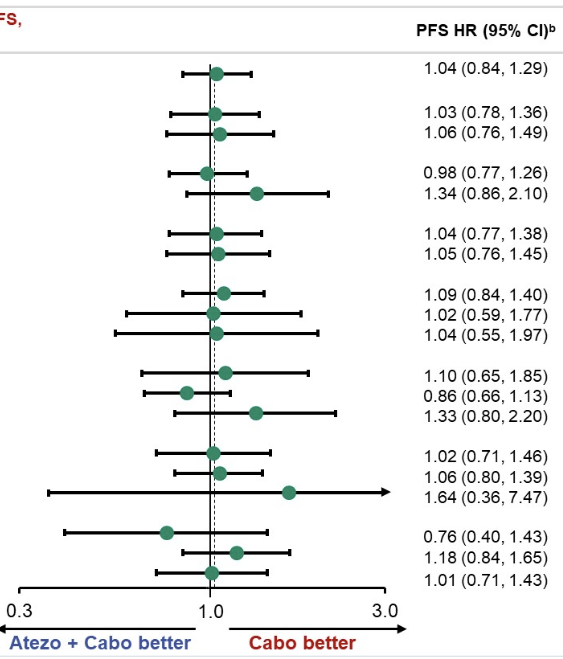 FS,
PFS HR (95% CI)b
1.04 (0.84, 1.29)
1.03 (0.78, 1.36)
1.06 (0.76, 1.49)
0.98 (0.77, 1.26)
1.34 (0.86, 2.10)
1.04 (0.77, 1.38)
1.05 (0.76, 1.45)
1.09 (0.84, 1.40)
1.02 (0.59, 1.77)
1.04 (0.55, 1.97)
1.10 (0.65, 1.85)
0.86 (0.66, 1.13)
1.33 (0.80, 2.20)
1.02 (0.71, 1.46)
1.06 (0.80, 1.39)
1.64 (0.36, 7.47)
0.76 (0.40, 1.43)
1.18 (0.84, 1.65)
1.01 (0.71, 1.43)
0.3 1.0 3.0
Atezo + Cabo better Cabo better